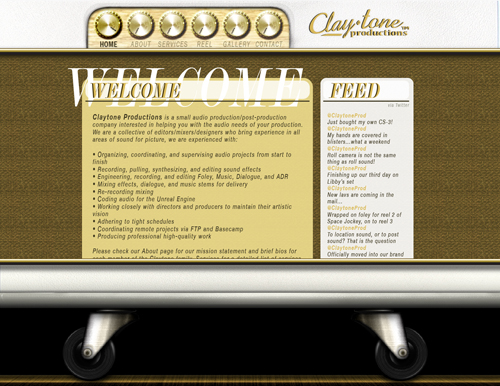 HOME ABOUT SERVICES REEL GALLERY CONTACT
Clay-tone
productions
WELCOME
WELCOME
Claytone Productions is a small audio production/post-production
company interested in helping you with the audio needs of your production.
We are a collective of editors/mixers/designers who bring experience in all
areas of sound for picture, we are experienced with:
• Organizing, coordinating, and supervising audio projects from start to
finish
• Recording, pulling, synthesizing, and editing sound effects
• Engineering, recording, and editing Foley, Music, Dialogue, and ADR
• Mixing effects, dialogue, and music stems for delivery
• Re-recording mixing
• Coding audio for the Unreal Engine
• Working closely with directors and producers to maintain their artistic
vision
• Adhering to tight schedules
• Coordinating remote projects via FTP and Basecamp
• Producing professional high-quality work
Please check our About page for our mission statement and brief bios for
each member of the Claytone family, Services for a detailed list of services
FEED
via Twitter
@ClaytoneProd
Just bought my own CS-3!
@ClaytoneProd
My hands are covered in
blisters...what a weekend
@ClaytoneProd
Roll camera is not the same
thing as roll sound!
@ClaytoneProd
Finishing up our third day on
Libby's set
@ClaytoneProd
New lavs are coming in the
mail...
@ClaytoneProd
Wrapped on foley for reel 2 of
Space Jockey, on to reel 3
@ClaytoneProd
To location sound, or to post
sound? That is the question
@ClaytoneProd
Officially moved into our brand